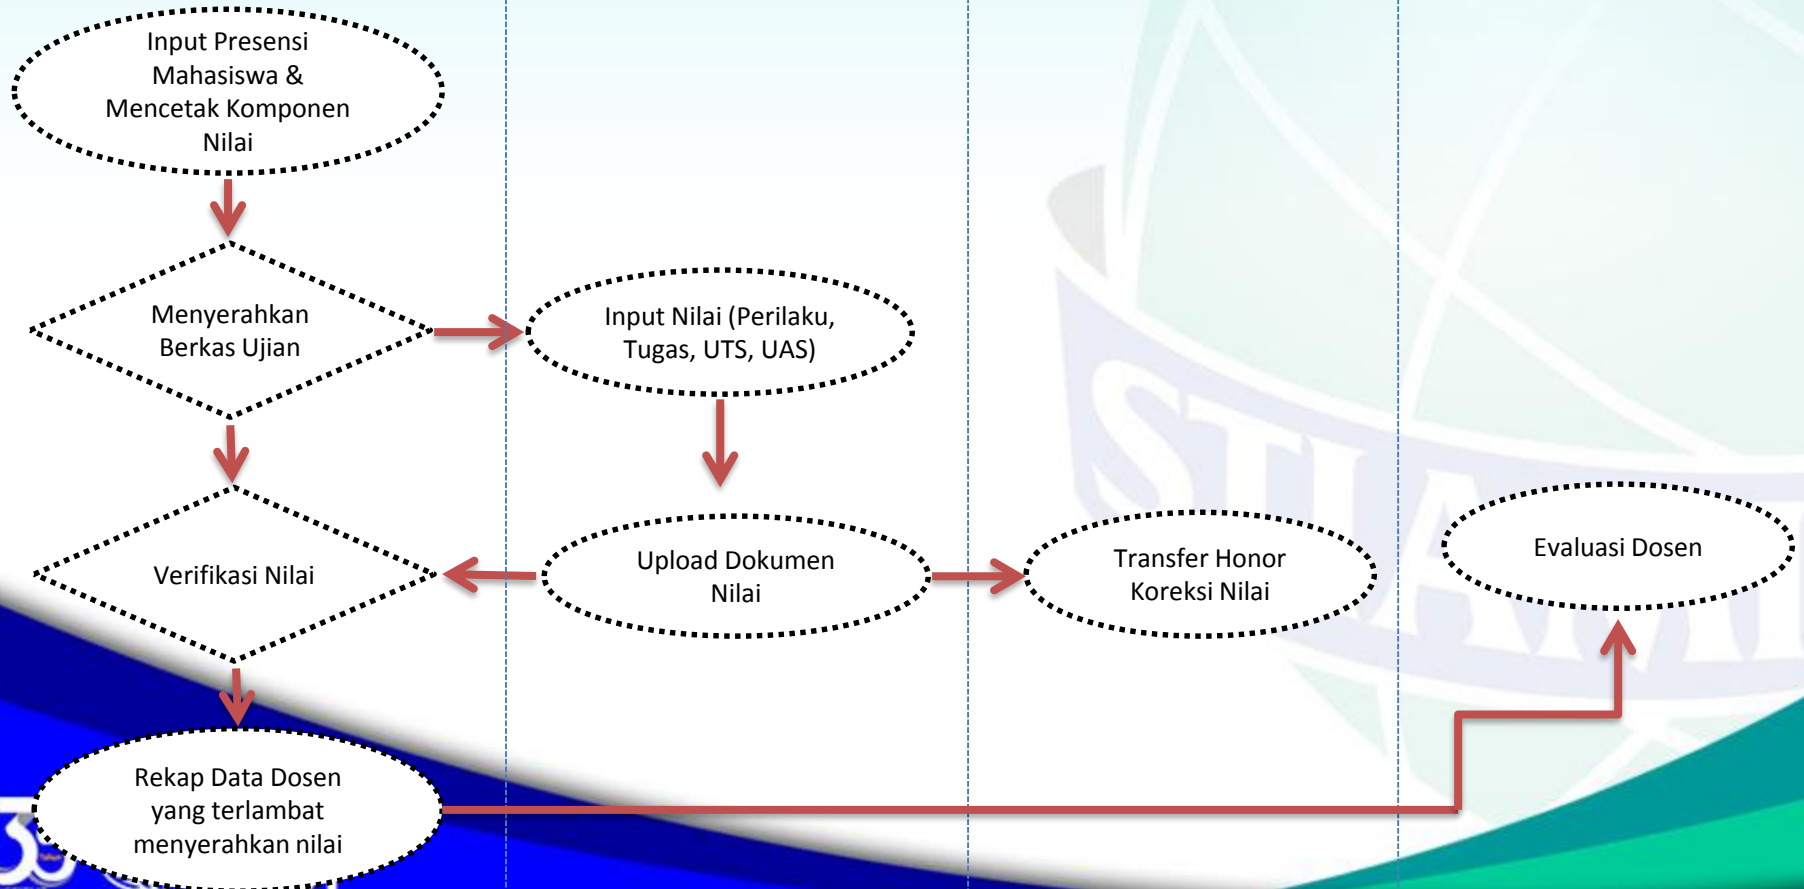 Input Presensi
Mahasiswa &
Mencetak Komponen
Nilai
Menyerahkan
Berkas Ujian
Input Nilai (Perilaku,
Tugas, UTS, UAS)
Verifikasi Nilai
Upload Dokumen
Nilai
Transfer Honor
Koreksi Nilai
Evaluasi Dosen
Rekap Data Dosen
yang terlambat
menyerahkan nilai
STIAMI